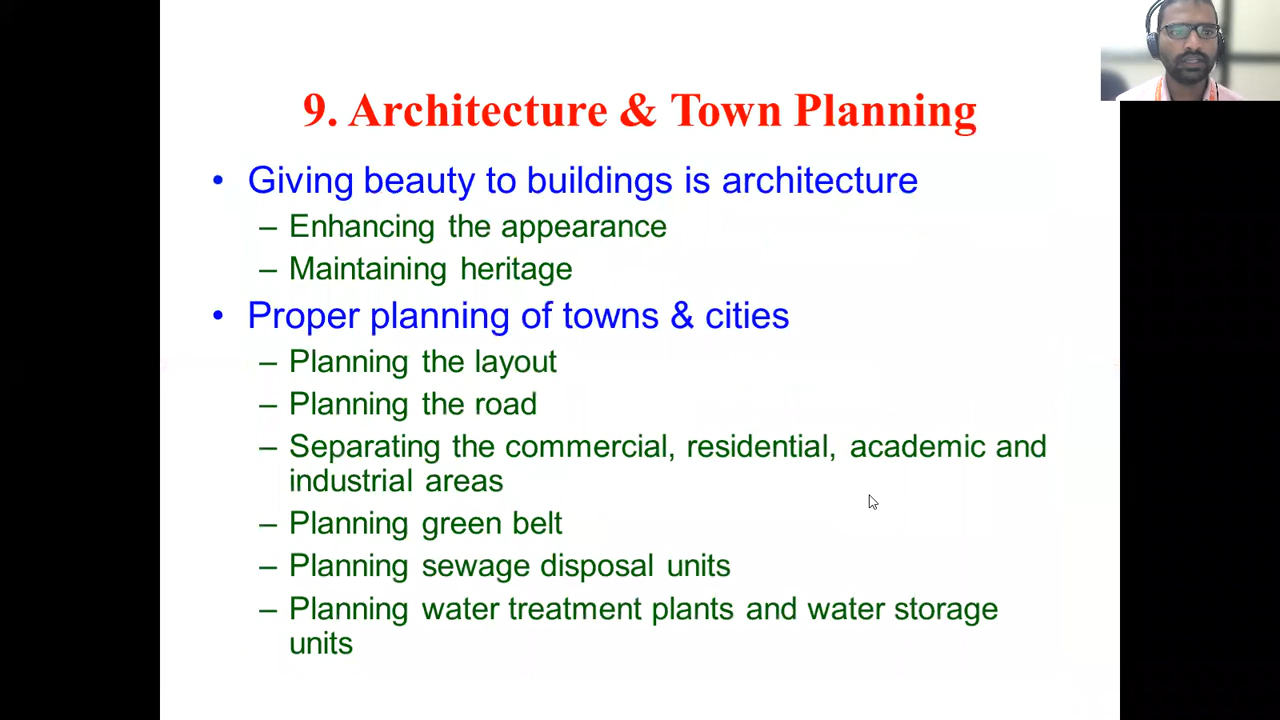 9. Architecture & Town Planning
• Giving beauty to buildings is architecture
– Enhancing the appearance
– Maintaining heritage
• Proper planning of towns & cities
– Planning the layout
– Planning the road
– Separating the commercial, residential, academic and
industrial areas
– Planning green belt
– Planning sewage disposal units
– Planning water treatment plants and water storage
units